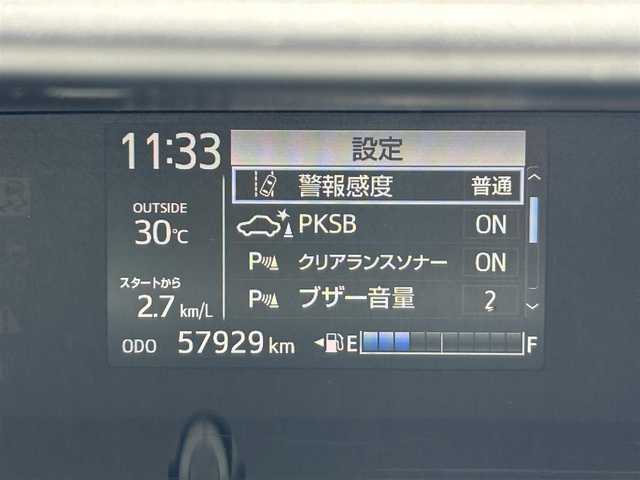 11:33
OUTSIDE
30℃
スタートから
2.7 km/L
設定
警報感度 普通
PKSB ON
P クリアランスソナー ON
P ブザー音量 2
ODO 57929 km E F